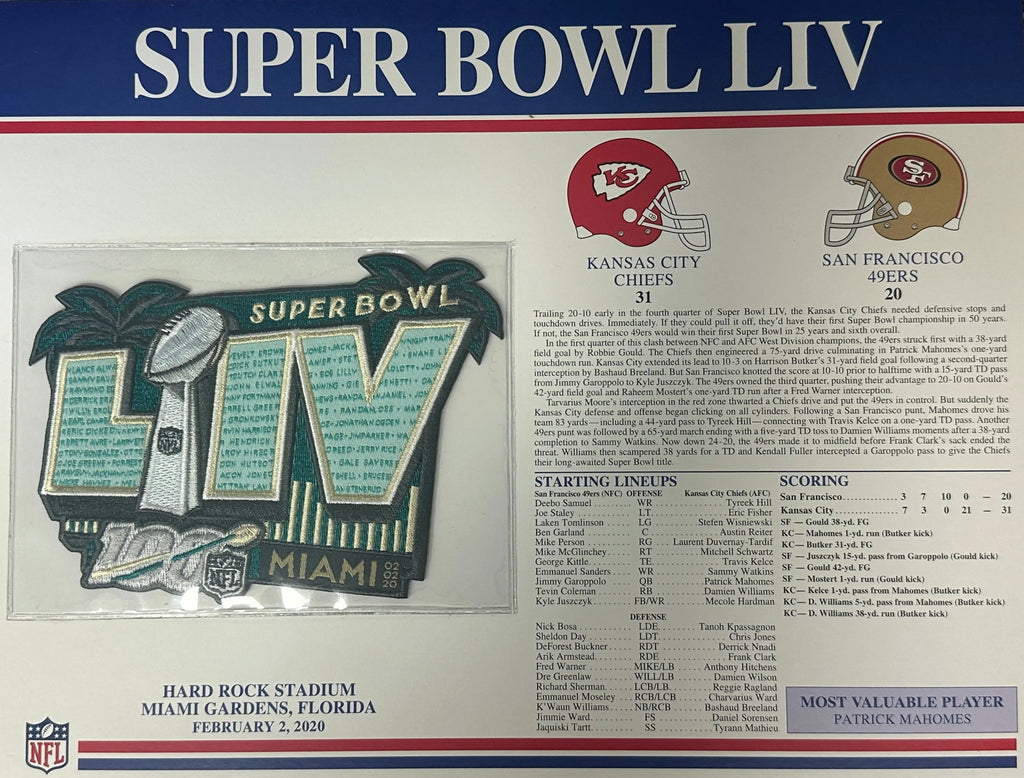 SUPER BOWL LIV
KANSAS CITY
CHIEFS
31
SAN FRANCISCO
49ERS
20
Trailing 20-10 early in the fourth quarter of Super Bowl LIV, the Kansas City Chiefs needed defensive stops and
touchdown drives. Immediately. If they could pull it off, they'd have their first Super Bowl championship in 50 years.
If not, the San Francisco 49ers would win their first Super Bowl in 25 years and sixth overall.
In the first quarter of this clash between NFC and AFC West Division champions, the 49ers struck first with a 38-yard
field goal by Robbie Gould. The Chiefs then engineered a 75-yard drive culminating in Patrick Mahomes's one-yard
touchdown run. Kansas City extended its lead to 10-3 on Harrison Butker's 31-yard field goal following a second-quarter
interception by Bashaud Breeland. But San Francisco knotted the score at 10-10 prior to halftime with a 15-yard TD pass
from Jimmy Garoppolo to Kyle Juszczyk. The 49ers owned the third quarter, pushing their advantage to 20-10 on Gould's
42-yard field goal and Raheem Mostert's one-yard TD run after a Fred Warner interception.
Tarvarius Moore's interception in the red zone thwarted a Chiefs drive and put the 49ers in control. But suddenly the
Kansas City defense and offense began clicking on all cylinders. Following a San Francisco punt, Mahomes drove his
team 83 yards—including a 44-yard pass to Tyreek Hill—connecting with Travis Kelce on a one-yard TD pass. Another
49ers punt was followed by a 65-yard march ending with a five-yard TD toss to Damien Williams moments after a 38-yard
completion to Sammy Watkins. Now down 24-20, the 49ers made it to midfield before Frank Clark's sack ended the
threat. Williams then scampered 38 yards for a TD and Kendall Fuller intercepted a Garoppolo pass to give the Chiefs
their long-awaited Super Bowl title.
SUPER BOWL
LIV
100
NFL
MIAMI
02
02
20
STARTING LINEUPS
San Francisco 49ers (NFC) OFFENSE Kansas City Chiefs (AFC)
Deebo Samuel WR Tyreek Hill
Joe Staley LT Eric Fisher
Laken Tomlinson LG Stefen Wisniewski
Ben Garland C Austin Reiter
Mike Person RG Laurent Duvernay-Tardif
Mike McGlinchey RT Mitchell Schwartz
George Kittle TE Travis Kelce
Emmanuel Sanders WR Sammy Watkins
Jimmy Garoppolo QB Patrick Mahomes
Tevin Coleman RB Damien Williams
Kyle Juszczyk FB/WR Mecole Hardman
DEFENSE
Nick Bosa LDE Tanoh Kpassagnon
Sheldon Day LDT Chris Jones
DeForest Buckner RDT Derrick Nnadi
Arik Armstead RDE Frank Clark
Fred Warner MIKE/LB Anthony Hitchens
Dre Greenlaw WILL/LB Damien Wilson
Richard Sherman LCB/LB Reggie Ragland
Emmanuel Moseley RCB/LCB Charvarius Ward
K'Waun Williams NB/RCB Bashaud Breeland
Jimmie Ward FS Daniel Sorensen
Jaquiski Tartt SS Tyrann Mathieu
SCORING
San Francisco 3 7 10 0 — 20
Kansas City 7 3 0 21 — 31
SF — Gould 38-yd. FG
KC— Mahomes 1-yd. run (Butker kick)
KC— Butker 31-yd. FG
SF — Juszczyk 15-yd. pass from Garoppolo (Gould kick)
SF — Gould 42-yd. FG
SF — Mostert 1-yd. run (Gould kick)
KC— Kelce 1-yd. pass from Mahomes (Butker kick)
KC— D. Williams 5-yd. pass from Mahomes (Butker kick)
KC— D. Williams 38-yd. run (Butker kick)
MOST VALUABLE PLAYER
PATRICK MAHOMES
HARD ROCK STADIUM
MIAMI GARDENS, FLORIDA
FEBRUARY 2, 2020
NFL